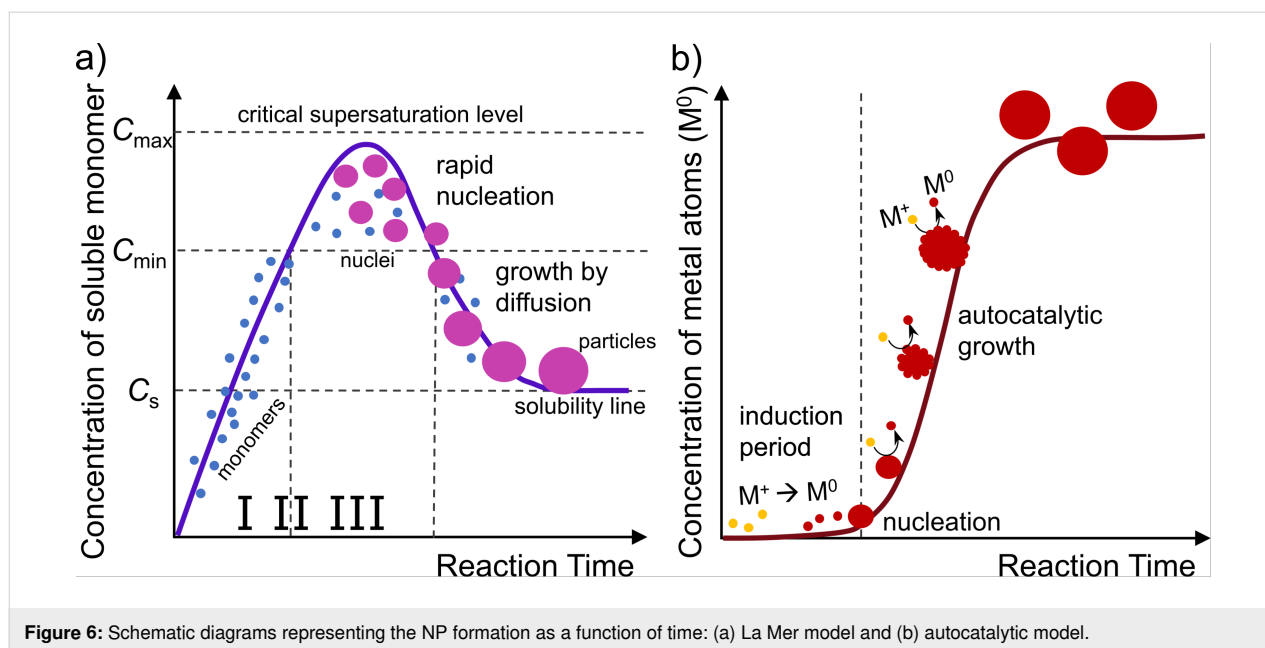 a)
Concentration of soluble monomer
critical supersaturation level
Cmax
rapid
nucleation
Cmin
nuclei
growth by
diffusion
particles
Cs
solubility line
monomers
I II III
Reaction Time
b)
Concentration of metal atoms (M⁰)
M⁺
M⁰
autocatalytic
growth
induction
period
M⁺ → M⁰
nucleation
Reaction Time
Figure 6: Schematic diagrams representing the NP formation as a function of time: (a) La Mer model and (b) autocatalytic model.